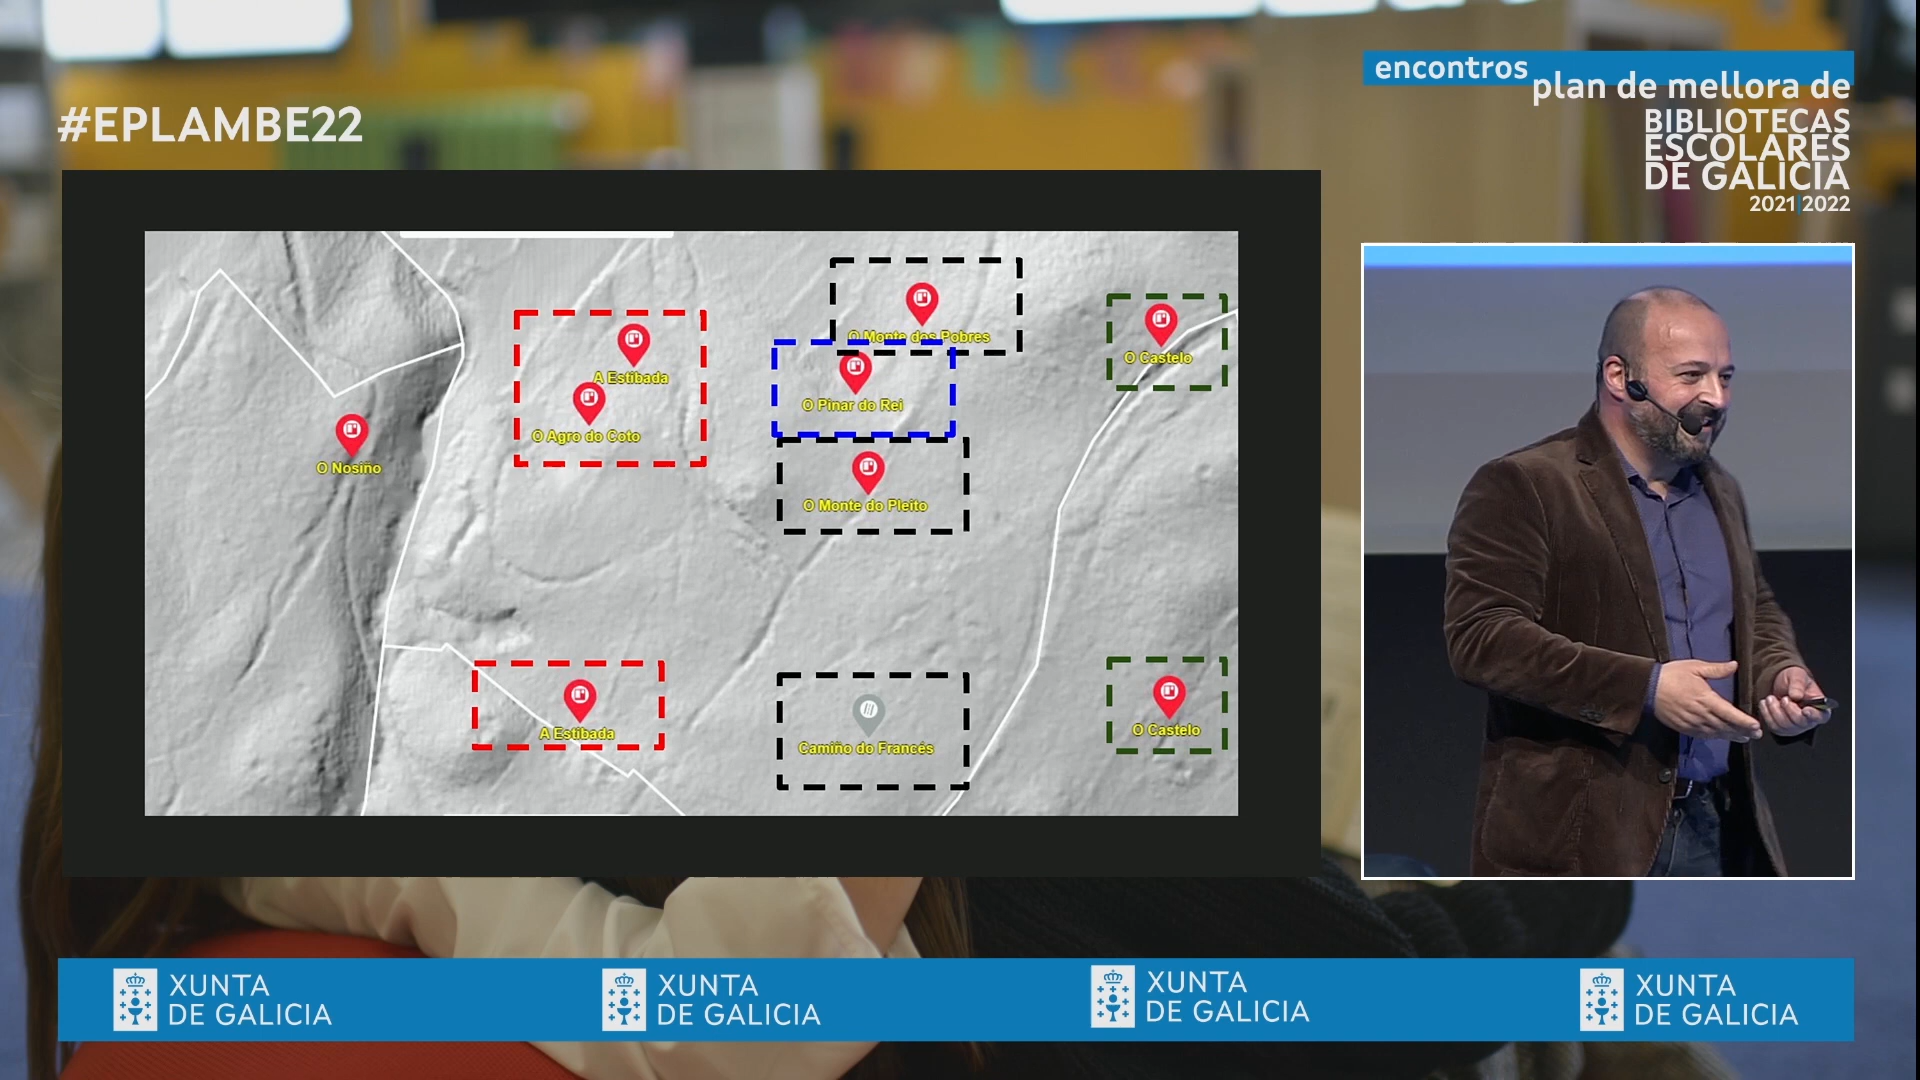 #EPLAMBE22
encontros
plan de mellora de
BIBLIOTECAS
ESCOLARES
DE GALICIA
2021|2022
O Monte dos Pobres
O Castelo
A Estibada
O Pinar do Rei
O Agro do Coto
O Nosiño
O Monte do Pleito
A Estibada
Camiño do Francés
O Castelo
XUNTA
DE GALICIA
XUNTA
DE GALICIA
XUNTA
DE GALICIA
XUNTA
DE GALICIA